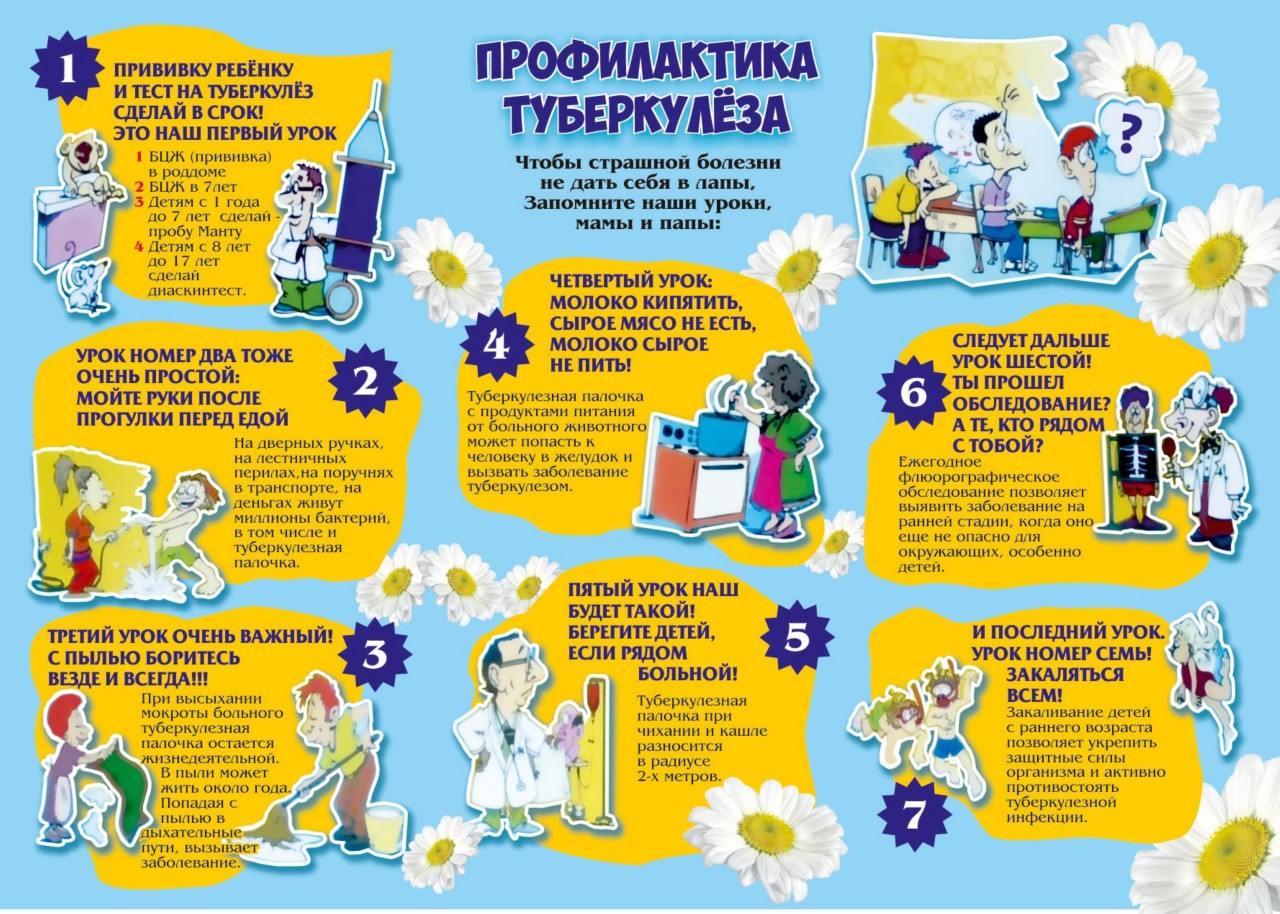 ПРОФИЛАКТИКА
ТУБЕРКУЛЁЗА
Чтобы страшной болезни
не дать себя в лапы,
Запомните наши уроки,
мамы и папы:
?
1
ПРИВИВКУ РЕБЁНКУ
И ТЕСТ НА ТУБЕРКУЛЁЗ
СДЕЛАЙ В СРОК!
ЭТО НАШ ПЕРВЫЙ УРОК
1 БЦЖ (прививка)
в роддоме
2 БЦЖ в 7лет
3 Детям с 1 года
до 7 лет сделай -
пробу Манту
4 Детям с 8 лет
до 17 лет
сделай
диаскинтест.
2
УРОК НОМЕР ДВА ТОЖЕ
ОЧЕНЬ ПРОСТОЙ:
МОЙТЕ РУКИ ПОСЛЕ
ПРОГУЛКИ ПЕРЕД ЕДОЙ
На дверных ручках,
на лестничных
перилах,на поручнях
в транспорте, на
деньгах живут
миллионы бактерий,
в том числе и
туберкулезная
палочка.
3
ТРЕТИЙ УРОК ОЧЕНЬ ВАЖНЫЙ!
С ПЫЛЬЮ БОРИТЕСЬ
ВЕЗДЕ И ВСЕГДА!!!
При высыхании
мокроты больного
туберкулезная
палочка остается
жизнедеятельной.
В пыли может
жить около года.
Попадая с
пылью в
дыхательные
пути, вызывает
заболевание.
4
ЧЕТВЕРТЫЙ УРОК:
МОЛОКО КИПЯТИТЬ,
СЫРОЕ МЯСО НЕ ЕСТЬ,
МОЛОКО СЫРОЕ
НЕ ПИТЬ!
Туберкулезная палочка
с продуктами питания
от больного животного
может попасть к
человеку в желудок и
вызвать заболевание
туберкулезом.
5
ПЯТЫЙ УРОК НАШ
БУДЕТ ТАКОЙ!
БЕРЕГИТЕ ДЕТЕЙ,
ЕСЛИ РЯДОМ
БОЛЬНОЙ!
Туберкулезная
палочка при
чихании и кашле
разносится
в радиусе
2-х метров.
6
СЛЕДУЕТ ДАЛЬШЕ
УРОК ШЕСТОЙ!
ТЫ ПРОШЕЛ
ОБСЛЕДОВАНИЕ?
А ТЕ, КТО РЯДОМ
С ТОБОЙ?
Ежегодное
флюорографическое
обследование позволяет
выявить заболевание на
ранней стадии, когда оно
еще не опасно для
окружающих, особенно
детей.
7
И ПОСЛЕДНИЙ УРОК.
УРОК НОМЕР СЕМЬ!
ЗАКАЛЯТЬСЯ
ВСЕМ!
Закаливание детей
с раннего возраста
позволяет укрепить
защитные силы
организма и активно
противостоять
туберкулезной
инфекции.